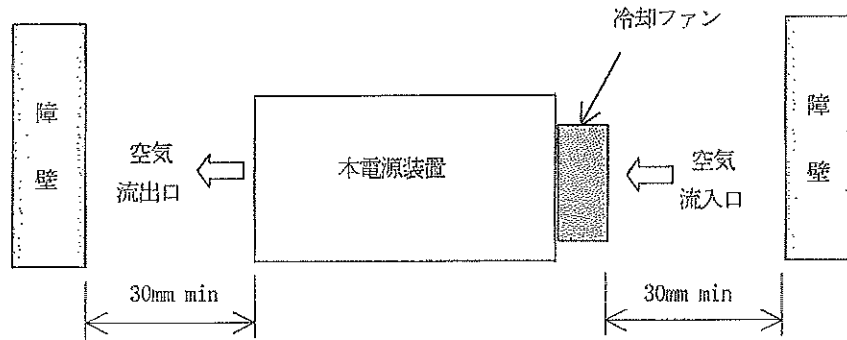 冷却ファン
障
壁
空気
流出口
本電源装置
空気
流入口
障
壁
30mm min
30mm min